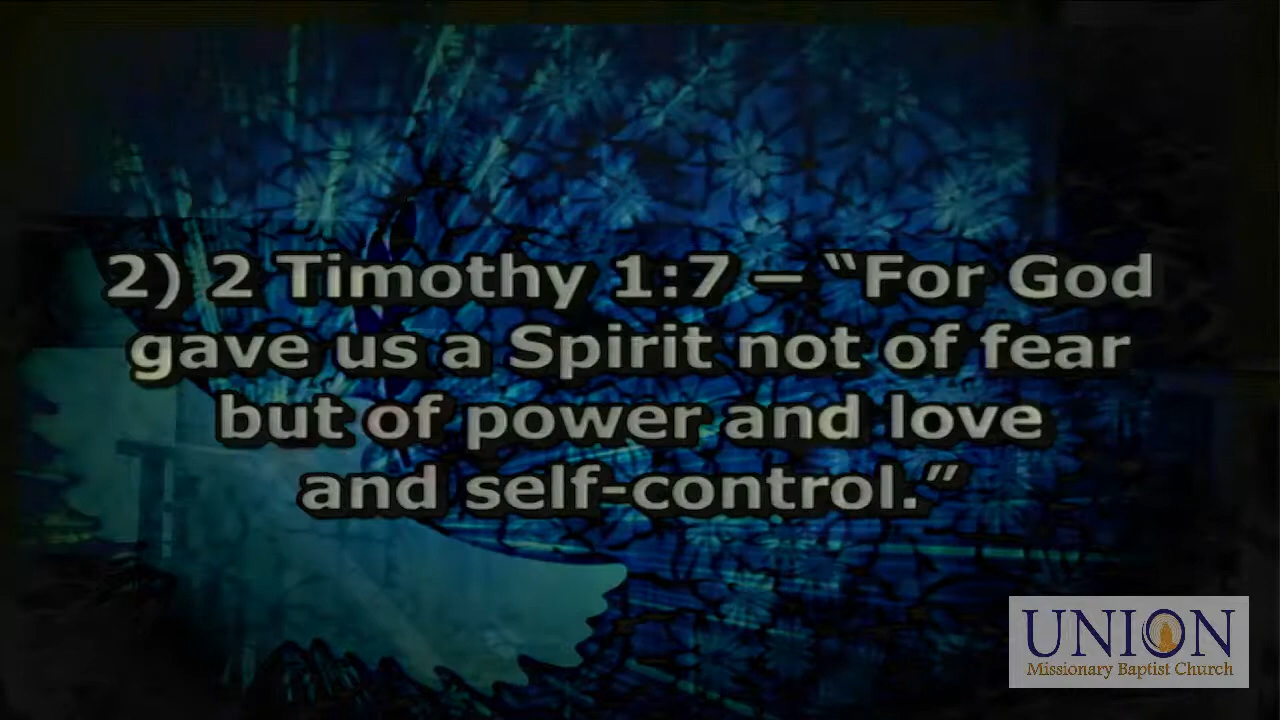 2) 2 Timothy 1:7 – “For God
gave us a Spirit not of fear
but of power and love
and self-control.”
UNION
Missionary Baptist Church